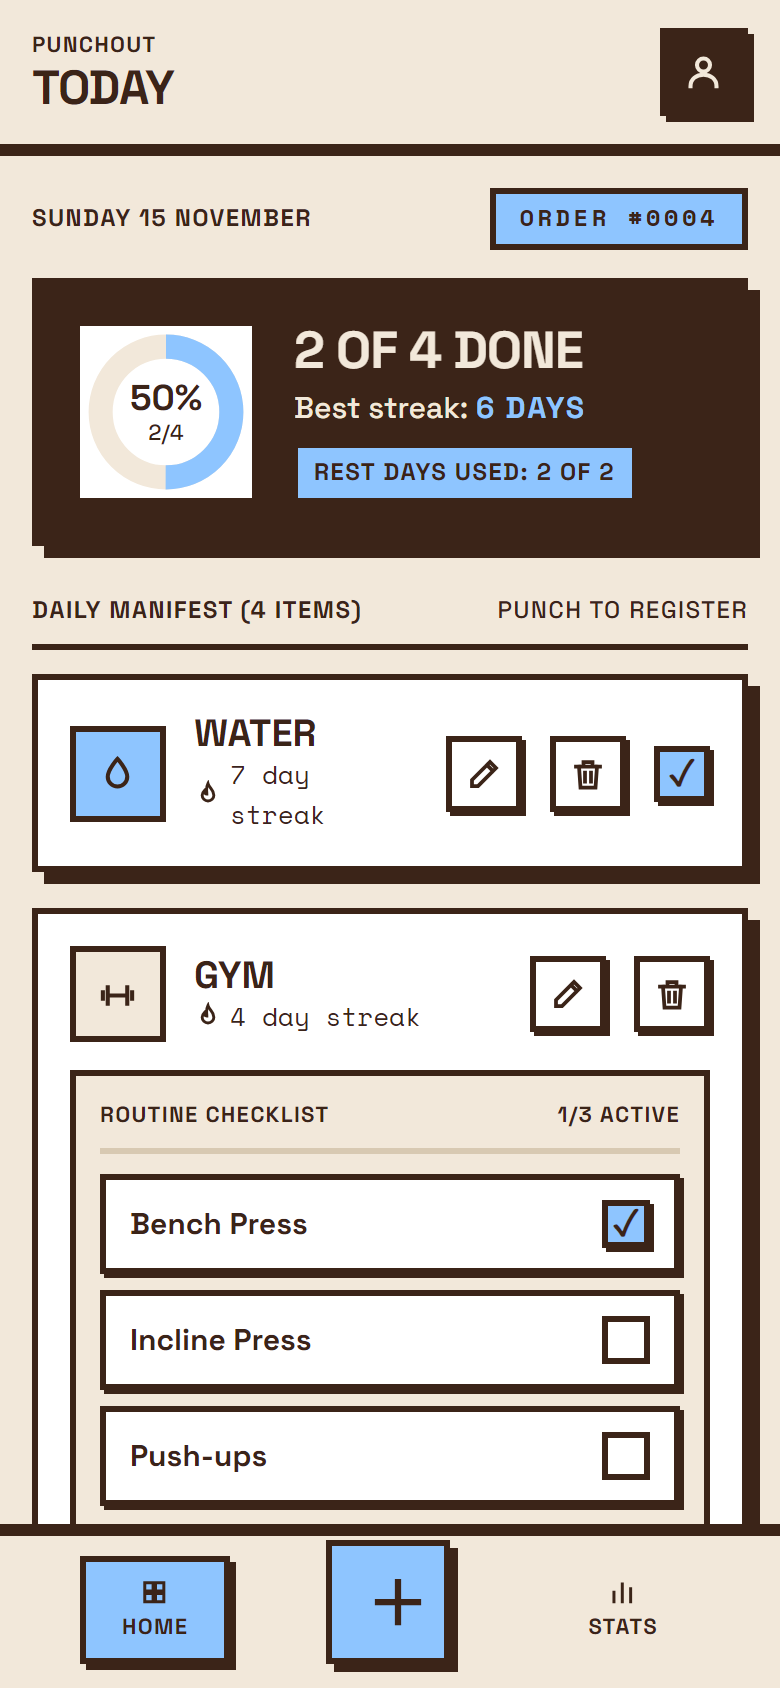 PUNCHOUT
TODAY
SUNDAY 15 NOVEMBER
ORDER #0004
50%
2/4
2 OF 4 DONE
Best streak: 6 DAYS
REST DAYS USED: 2 OF 2
DAILY MANIFEST (4 ITEMS)
PUNCH TO REGISTER
WATER
7 day
streak
GYM
4 day streak
ROUTINE CHECKLIST
1/3 ACTIVE
Bench Press
Incline Press
Push-ups
HOME
STATS